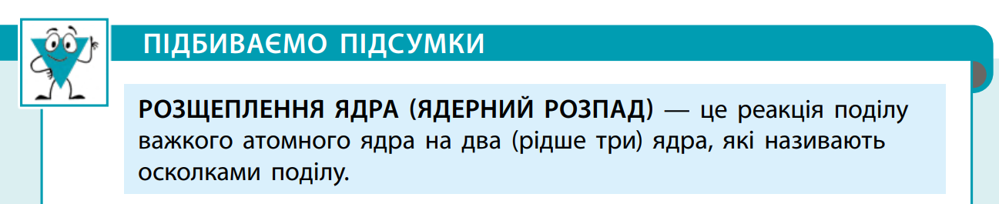 ПІДБИВАЄМО ПІДСУМКИ
РОЗЩЕПЛЕННЯ ЯДРА (ЯДЕРНИЙ РОЗПАД) — це реакція поділу
важкого атомного ядра на два (рідше три) ядра, які називають
осколками поділу.